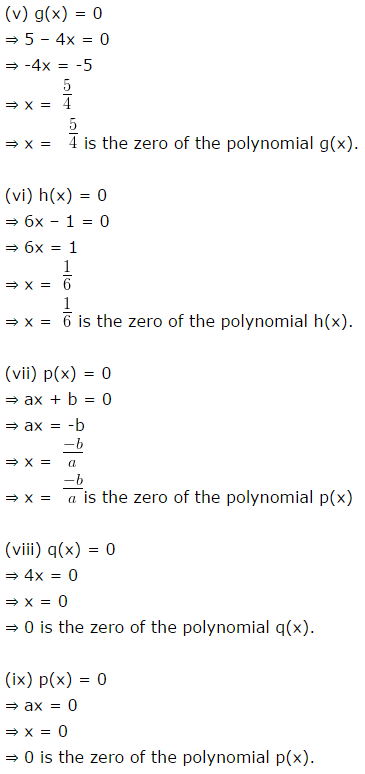 (v) g(x) = 0
⇒ 5 − 4x = 0
⇒ -4x = -5
⇒ x = 5/4
⇒ x = 5/4 is the zero of the polynomial g(x).
(vi) h(x) = 0
⇒ 6x − 1 = 0
⇒ 6x = 1
⇒ x = 1/6
⇒ x = 1/6 is the zero of the polynomial h(x).
(vii) p(x) = 0
⇒ ax + b = 0
⇒ ax = -b
⇒ x = −b/a
⇒ x = −b/a is the zero of the polynomial p(x)
(viii) q(x) = 0
⇒ 4x = 0
⇒ x = 0
⇒ 0 is the zero of the polynomial q(x).
(ix) p(x) = 0
⇒ ax = 0
⇒ x = 0
⇒ 0 is the zero of the polynomial p(x).